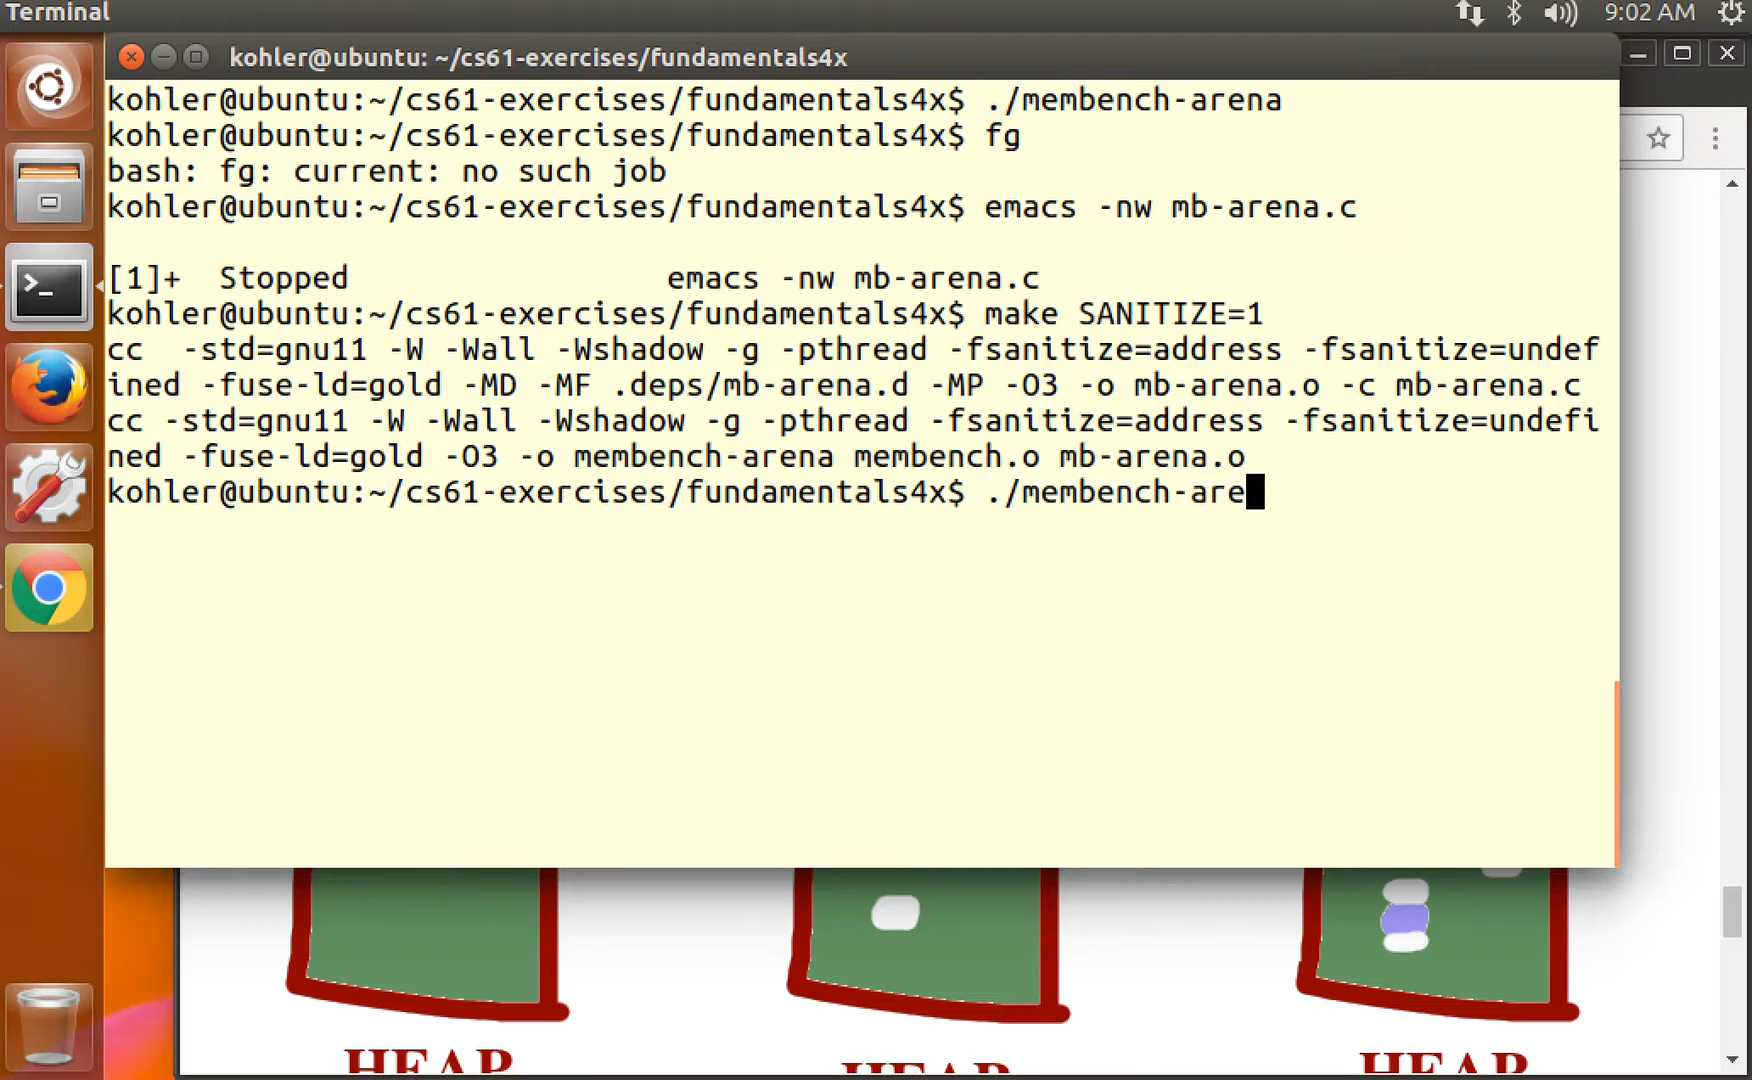 Terminal
9:02 AM
kohler@ubuntu: ~/cs61-exercises/fundamentals4x
kohler@ubuntu:~/cs61-exercises/fundamentals4x$ ./membench-arena
kohler@ubuntu:~/cs61-exercises/fundamentals4x$ fg
bash: fg: current: no such job
kohler@ubuntu:~/cs61-exercises/fundamentals4x$ emacs -nw mb-arena.c
[1]+  Stopped                 emacs -nw mb-arena.c
kohler@ubuntu:~/cs61-exercises/fundamentals4x$ make SANITIZE=1
cc  -std=gnu11 -W -Wall -Wshadow -g -pthread -fsanitize=address -fsanitize=undef
ined -fuse-ld=gold -MD -MF .deps/mb-arena.d -MP -O3 -o mb-arena.o -c mb-arena.c
cc -std=gnu11 -W -Wall -Wshadow -g -pthread -fsanitize=address -fsanitize=undefi
ned -fuse-ld=gold -O3 -o membench-arena membench.o mb-arena.o
kohler@ubuntu:~/cs61-exercises/fundamentals4x$ ./membench-are
HEAP
HEAP
HEAP